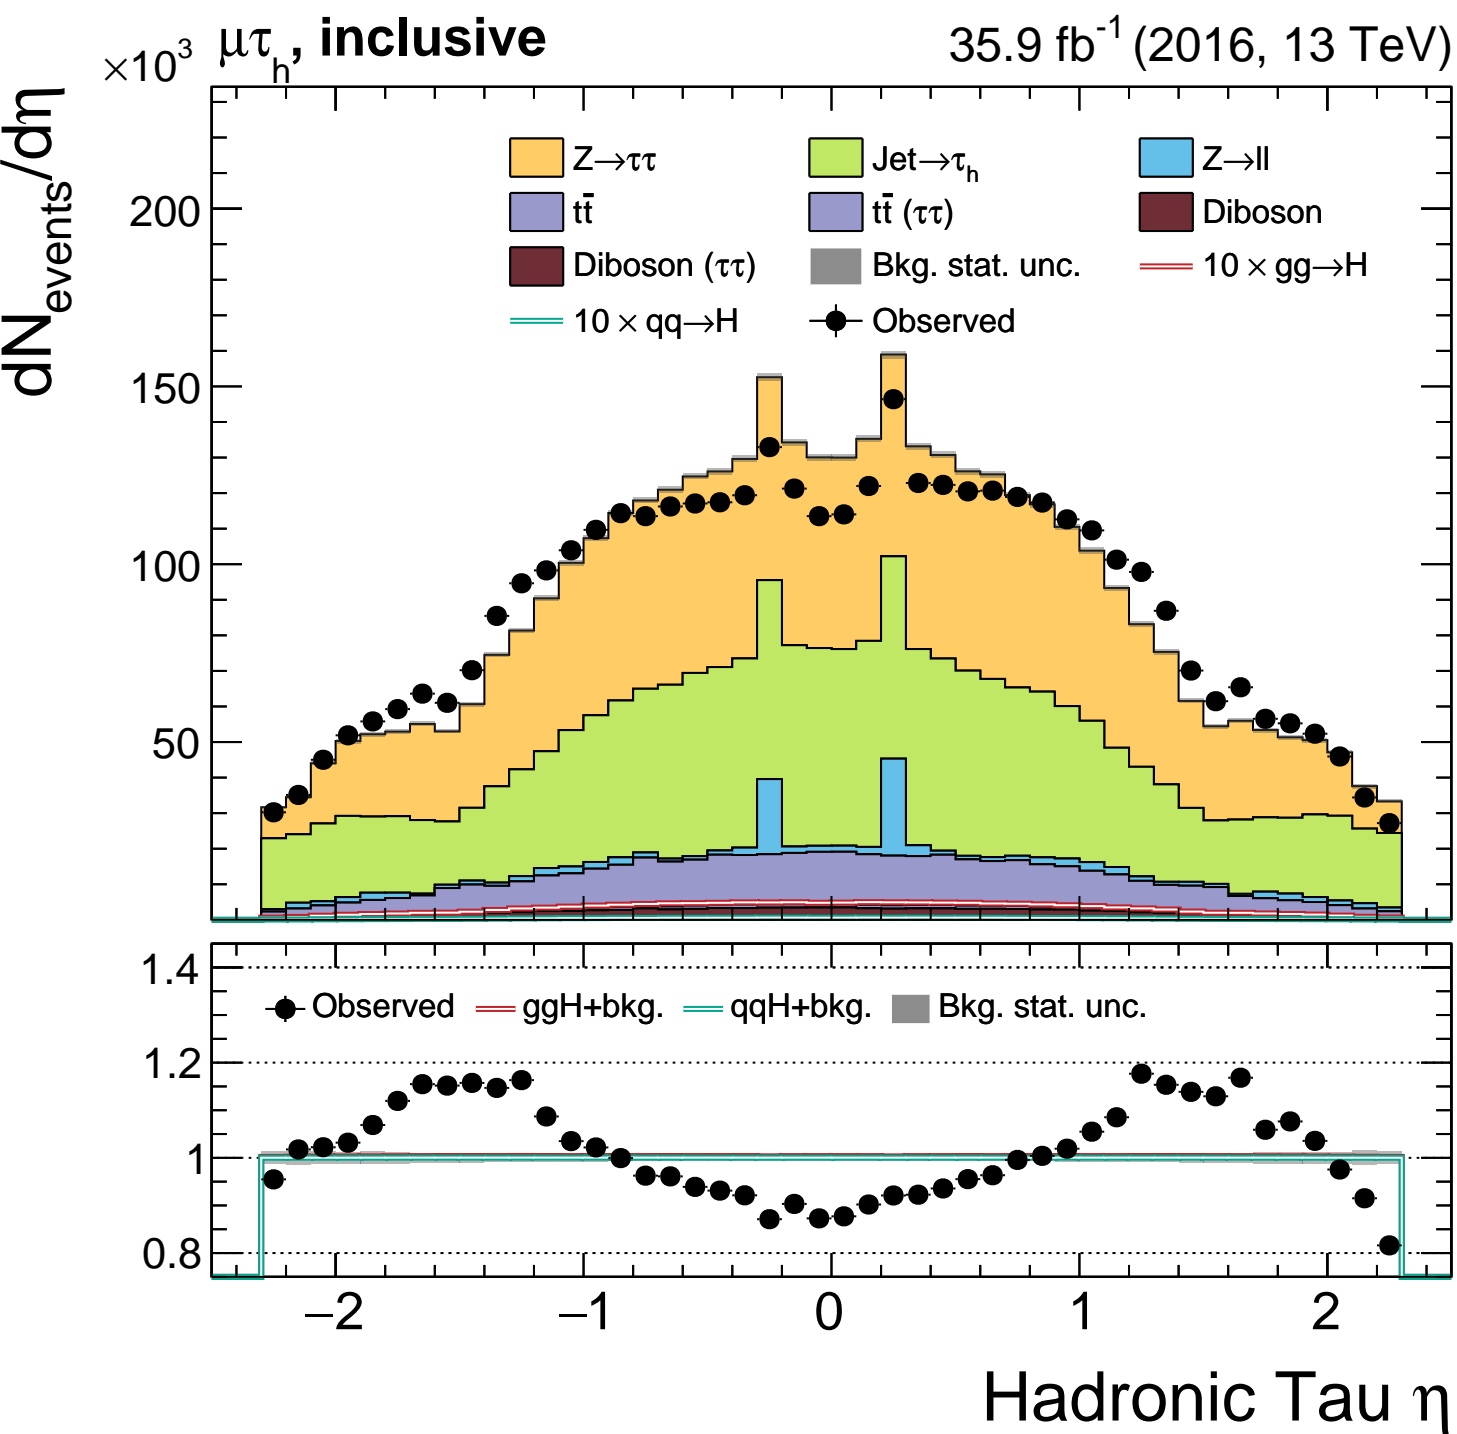 ×10³ μτh, inclusive 35.9 fb⁻¹ (2016, 13 TeV)
dNevents/dη
Z→ττ Jet→τh Z→ll
tt̄ tt̄ (ττ) Diboson
Diboson (ττ) Bkg. stat. unc. 10 × gg→H
10 × qq→H Observed
200
150
100
50
1.4
Observed ggH+bkg. qqH+bkg. Bkg. stat. unc.
1.2
1
0.8
−2 −1 0 1 2
Hadronic Tau η